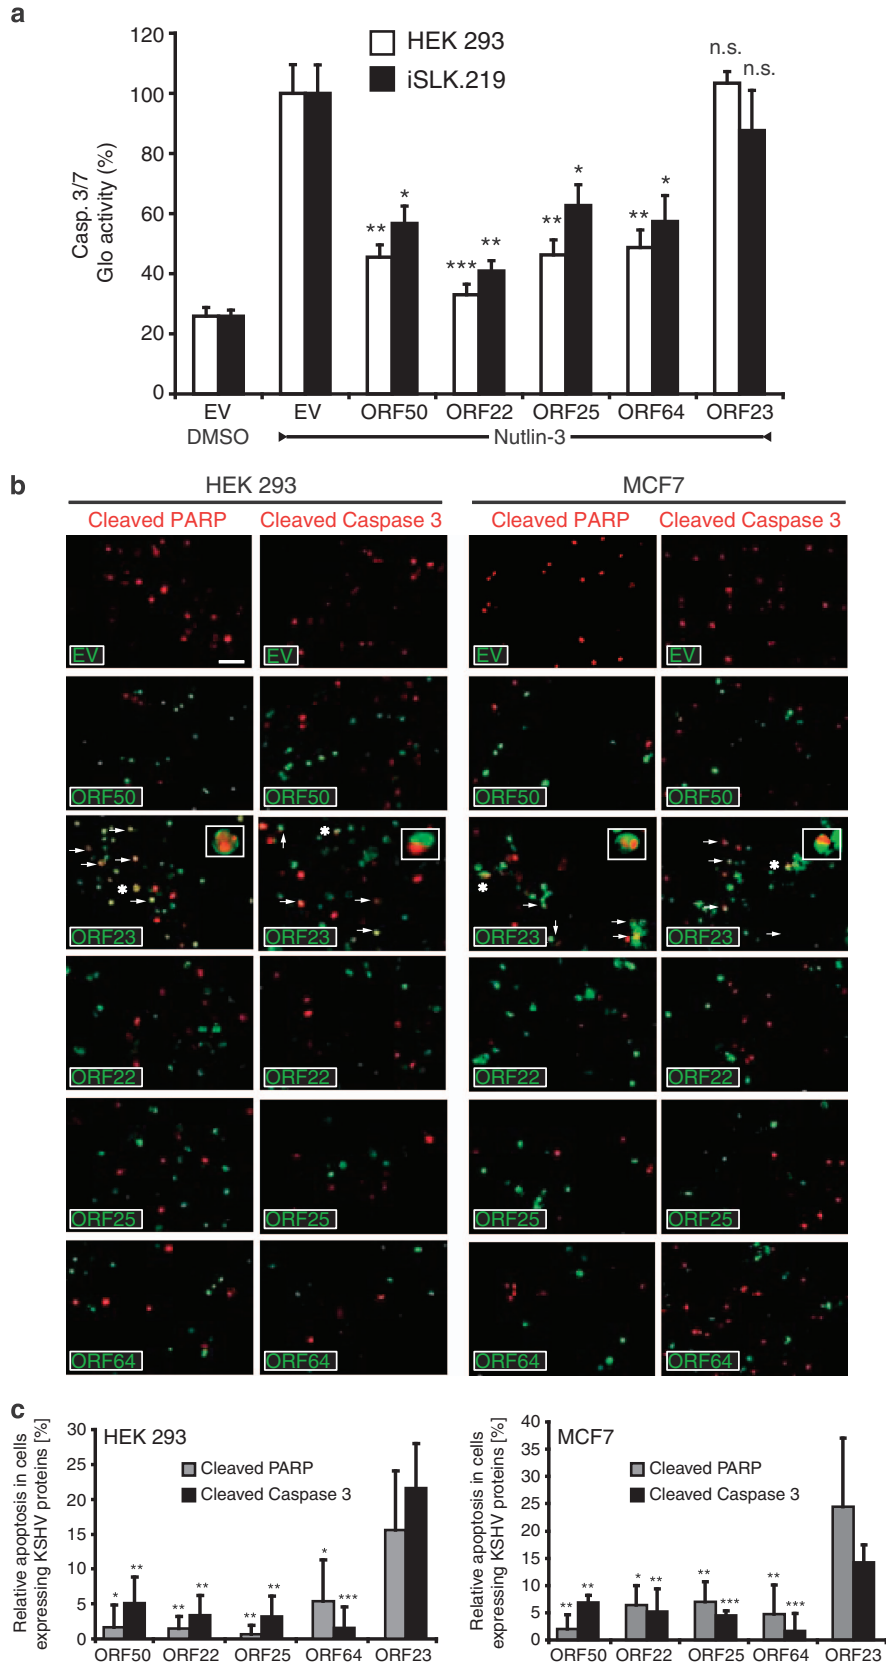 a
120
100
80
60
40
20
0
Casp. 3/7
Glo activity (%)
HEK 293
iSLK.219
** *
*** **
** *
** *
n.s. n.s.
EV EV ORF50 ORF22 ORF25 ORF64 ORF23
DMSO Nutlin-3
b
HEK 293 MCF7
Cleaved PARP Cleaved Caspase 3 Cleaved PARP Cleaved Caspase 3
EV EV EV EV
ORF50 ORF50 ORF50 ORF50
* * * *
ORF23 ORF23 ORF23 ORF23
ORF22 ORF22 ORF22 ORF22
ORF25 ORF25 ORF25 ORF25
ORF64 ORF64 ORF64 ORF64
c
Relative apoptosis in cells
expressing KSHV proteins [%]
30
25
20
15
10
5
0
HEK 293
Cleaved PARP
Cleaved Caspase 3
* **
** **
** **
* ***
ORF50 ORF22 ORF25 ORF64 ORF23
Relative apoptosis in cells
expressing KSHV proteins [%]
40
35
30
25
20
15
10
5
0
MCF7
Cleaved PARP
Cleaved Caspase 3
** **
* **
** ***
** ***
ORF50 ORF22 ORF25 ORF64 ORF23